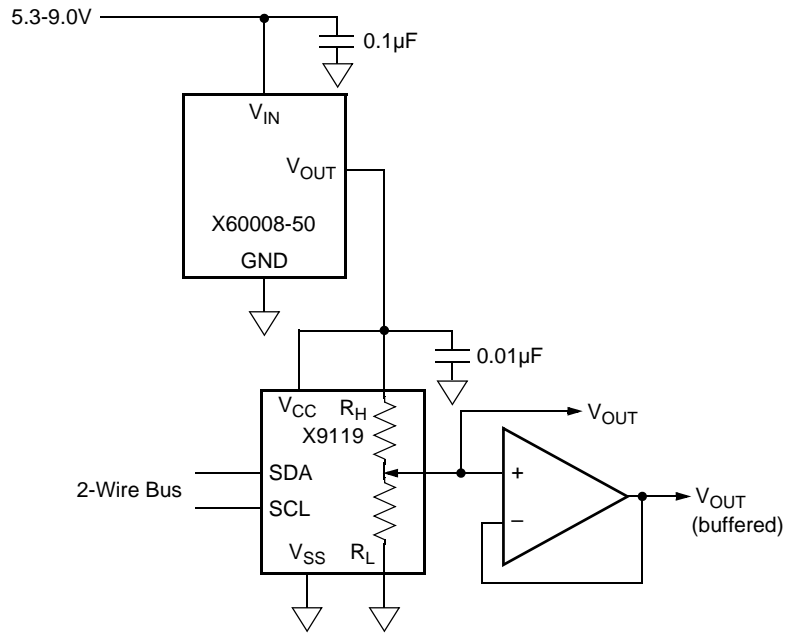 5.3-9.0V
0.1µF
VIN
VOUT
X60008-50
GND
0.01µF
VCC
RH
X9119
VOUT
SDA
2-Wire Bus
SCL
+
−
VOUT
(buffered)
VSS
RL